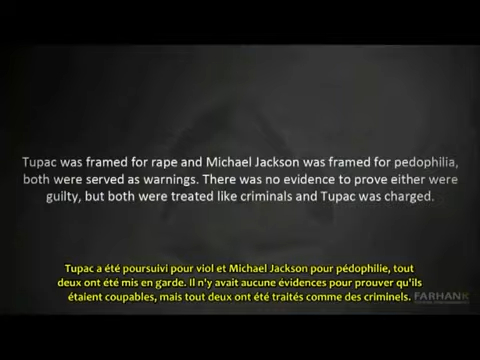 Tupac was framed for rape and Michael Jackson was framed for pedophilia,
both were served as warnings. There was no evidence to prove either were
guilty, but both were treated like criminals and Tupac was charged.
Tupac a été poursuivi pour viol et Michael Jackson pour pédophilie, tout
deux ont été mis en garde. Il n'y avait aucune évidences pour prouver qu'ils
étaient coupables, mais tout deux ont été traités comme des criminels.
FARHANK